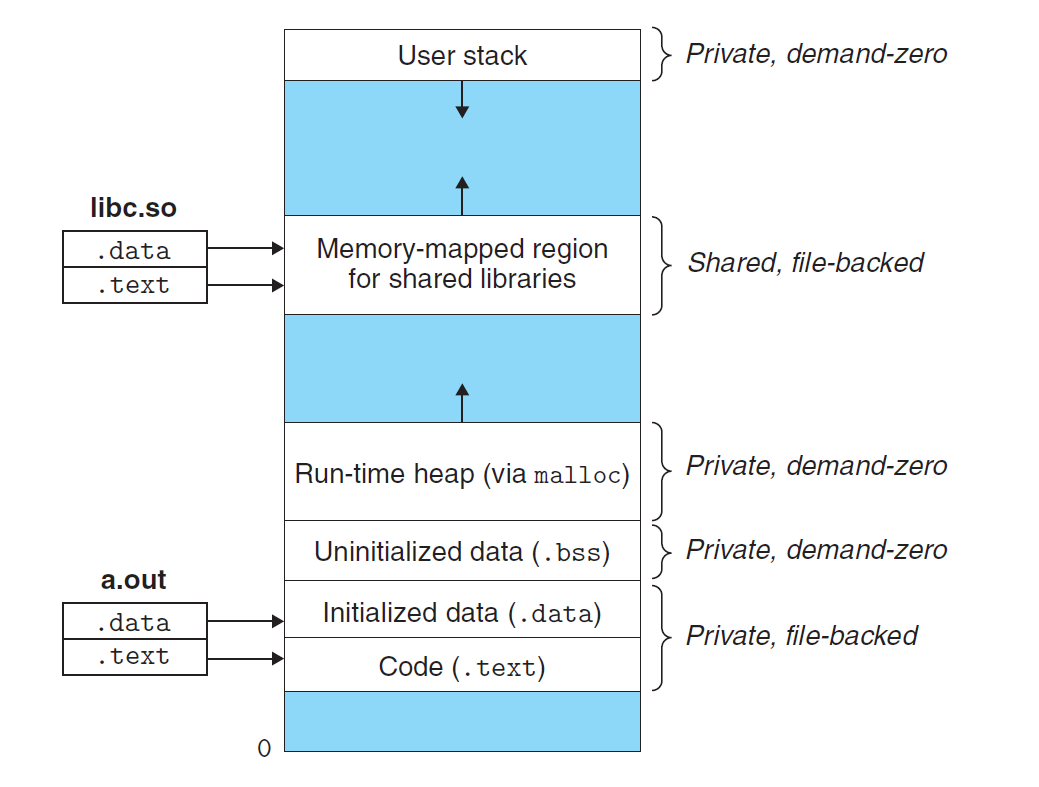 User stack
Private, demand-zero
libc.so
.data
.text
Memory-mapped region
for shared libraries
Shared, file-backed
Run-time heap (via malloc)
Private, demand-zero
Uninitialized data (.bss)
Private, demand-zero
a.out
.data
.text
Initialized data (.data)
Code (.text)
Private, file-backed
0